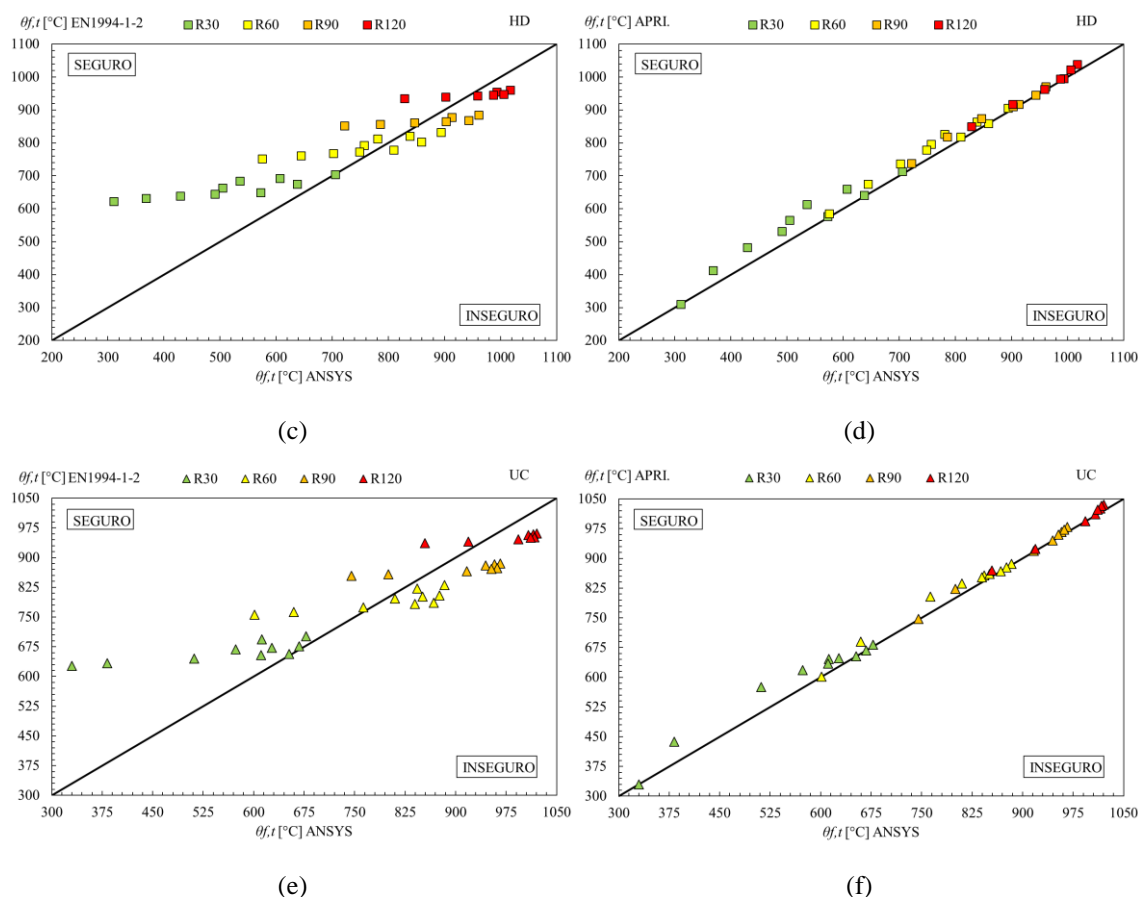 θf,t [°C] EN1994-1-2 R30 R60 R90 R120 HD
1100
1000
900
800
700
600
500
400
300
200
SEGURO
INSEGURO
200 300 400 500 600 700 800 900 1000 1100
θf,t [°C] ANSYS
(c)
θf,t [°C] APRL R30 R60 R90 R120 HD
1100
1000
900
800
700
600
500
400
300
200
SEGURO
INSEGURO
200 300 400 500 600 700 800 900 1000 1100
θf,t [°C] ANSYS
(d)
θf,t [°C] EN1994-1-2 R30 R60 R90 R120 UC
1050
975
900
825
750
675
600
525
450
375
300
SEGURO
INSEGURO
300 375 450 525 600 675 750 825 900 975 1050
θf,t [°C] ANSYS
(e)
θf,t [°C] APRL R30 R60 R90 R120 UC
1050
975
900
825
750
675
600
525
450
375
300
SEGURO
INSEGURO
300 375 450 525 600 675 750 825 900 975 1050
θf,t [°C] ANSYS
(f)